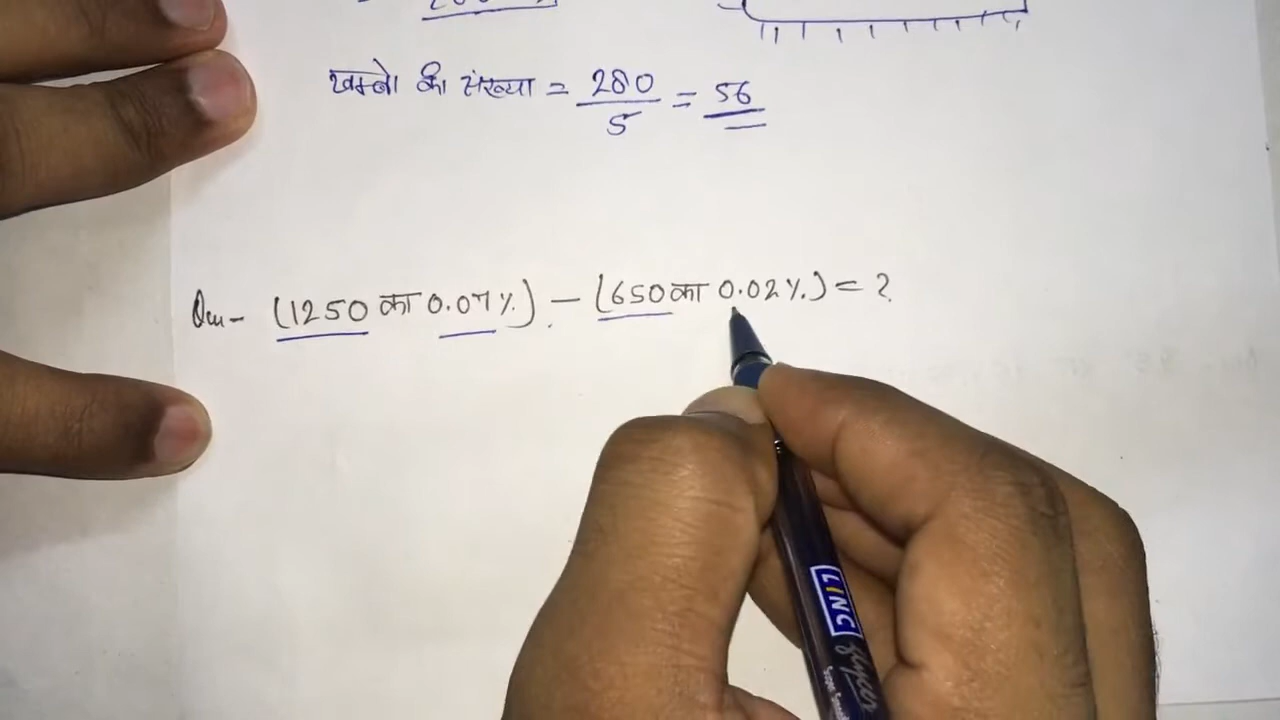 खम्बो की संख्या = 280/5 = 56
Qu- (1250 का 0.07%) - (650 का 0.02%) = ?
LINC